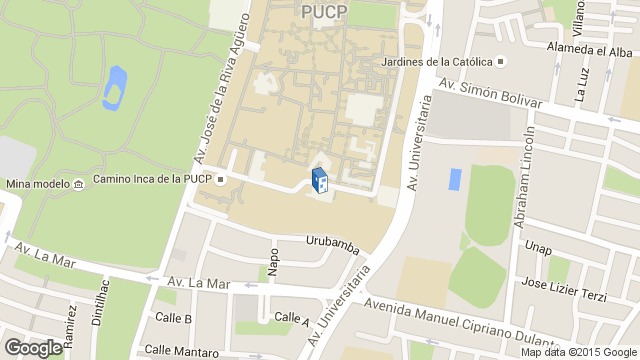 PUCP
Villanо
Jardines de la Católica
Alameda el Alba
La Luz
Av. Simón Bolívar
Av. José de la Riva Agüero
Av. Universitaria
Abraham Lincoln
Mina modelo
Camino Inca de la PUCP
Urubamba
Unap
Av. La Mar
Napo
Dintilhac
Ramirez
Av. La Mar
Jose Lizier Terzi
Calle B
Calle A
Av. Universitaria
Avenida Manuel Cipriano Dulanto
Calle Mantaro
Google
Map data ©2015 Google